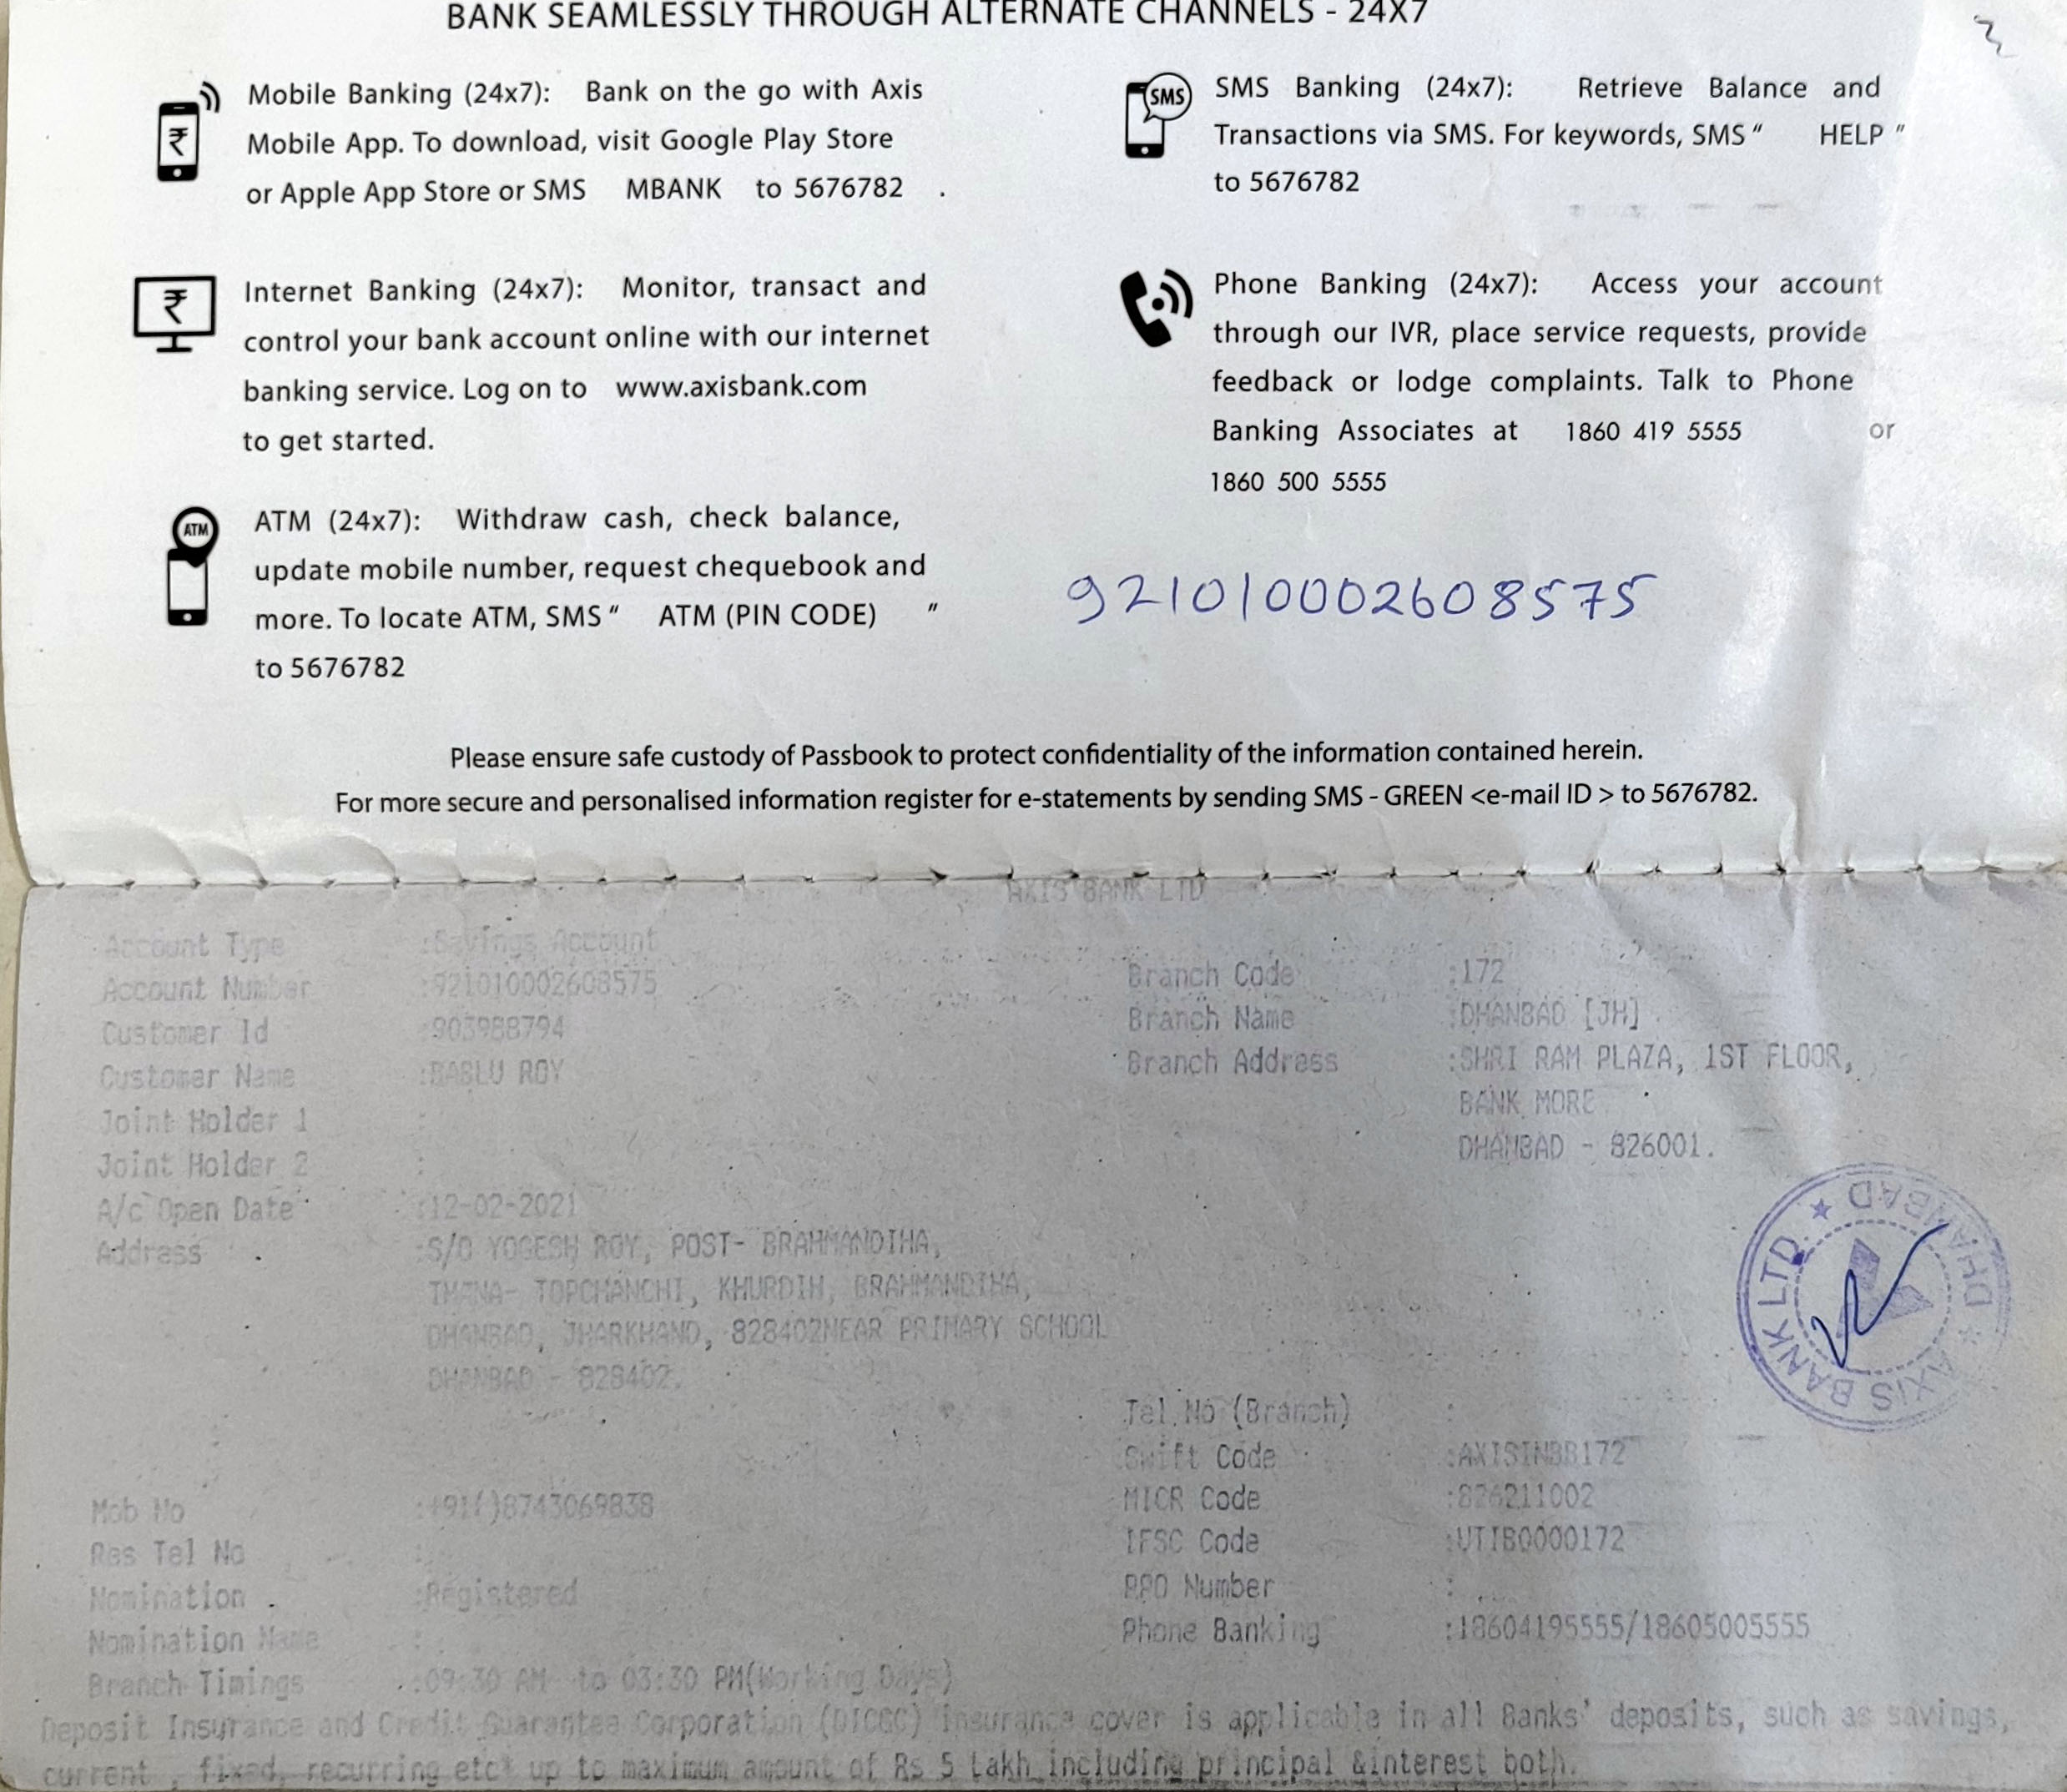 BANK SEAMLESSLY THROUGH ALTERNATE CHANNELS - 24X7
Mobile Banking (24x7): Bank on the go with Axis
Mobile App. To download, visit Google Play Store
or Apple App Store or SMS MBANK to 5676782 .
Internet Banking (24x7): Monitor, transact and
control your bank account online with our internet
banking service. Log on to www.axisbank.com
to get started.
ATM
ATM (24x7): Withdraw cash, check balance,
update mobile number, request chequebook and
more. To locate ATM, SMS " ATM (PIN CODE) "
to 5676782
SMS
SMS Banking (24x7): Retrieve Balance and
Transactions via SMS. For keywords, SMS " HELP "
to 5676782
Phone Banking (24x7): Access your account
through our IVR, place service requests, provide
feedback or lodge complaints. Talk to Phone
Banking Associates at 1860 419 5555 or
1860 500 5555
921010002608575
Please ensure safe custody of Passbook to protect confidentiality of the information contained herein.
For more secure and personalised information register for e-statements by sending SMS - GREEN <e-mail ID > to 5676782.
AXIS BANK LTD
Account Type :Savings Account
Account Number :921010002608575
Customer Id :903988794
Customer Name :BABLU ROY
Joint Holder 1 :
Joint Holder 2 :
A/c Open Date :12-02-2021
Address :S/O YOGESH ROY, POST- BRAHMANDIHA,
THANA- TOPCHANCHI, KHURDIH, BRAHMANDIHA,
DHANBAD, JHARKHAND, 828402NEAR PRIMARY SCHOOL
DHANBAD - 828402.
Mob No :+91()8743069838
Res Tel No :
Nomination :Registered
Nomination Name :
Branch Timings :09:30 AM to 03:30 PM(Working Days)
Branch Code :172
Branch Name :DHANBAD [JH]
Branch Address :SHRI RAM PLAZA, 1ST FLOOR,
BANK MORE
DHANBAD - 826001.
AXIS BANK LTD. ★ DHANBAD ★
Tel No (Branch) :
Swift Code :AXISINBB172
MICR Code :826211002
IFSC Code :UTIB0000172
PPO Number :
Phone Banking :18604195555/18605005555
Deposit Insurance and Credit Guarantee Corporation (DICGC) insurance cover is applicable in all Banks' deposits, such as savings,
current , fixed, recurring etc* up to maximum amount of Rs 5 Lakh including principal &interest both.